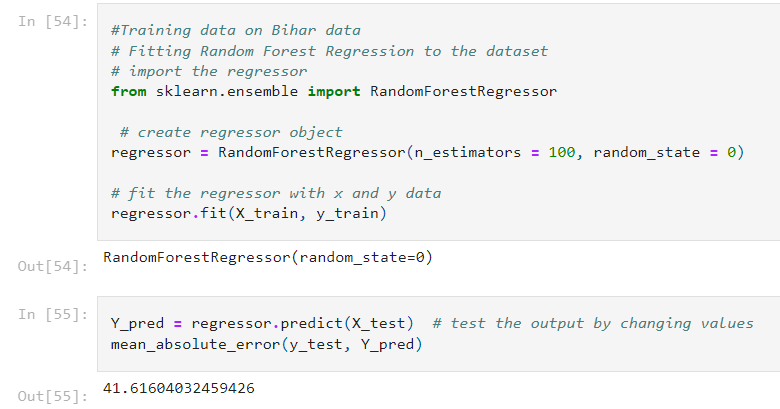 In [54]:
#Training data on Bihar data
# Fitting Random Forest Regression to the dataset
# import the regressor
from sklearn.ensemble import RandomForestRegressor
# create regressor object
regressor = RandomForestRegressor(n_estimators = 100, random_state = 0)
# fit the regressor with x and y data
regressor.fit(X_train, y_train)
Out[54]:
RandomForestRegressor(random_state=0)
In [55]:
Y_pred = regressor.predict(X_test)  # test the output by changing values
mean_absolute_error(y_test, Y_pred)
Out[55]:
41.61604032459426